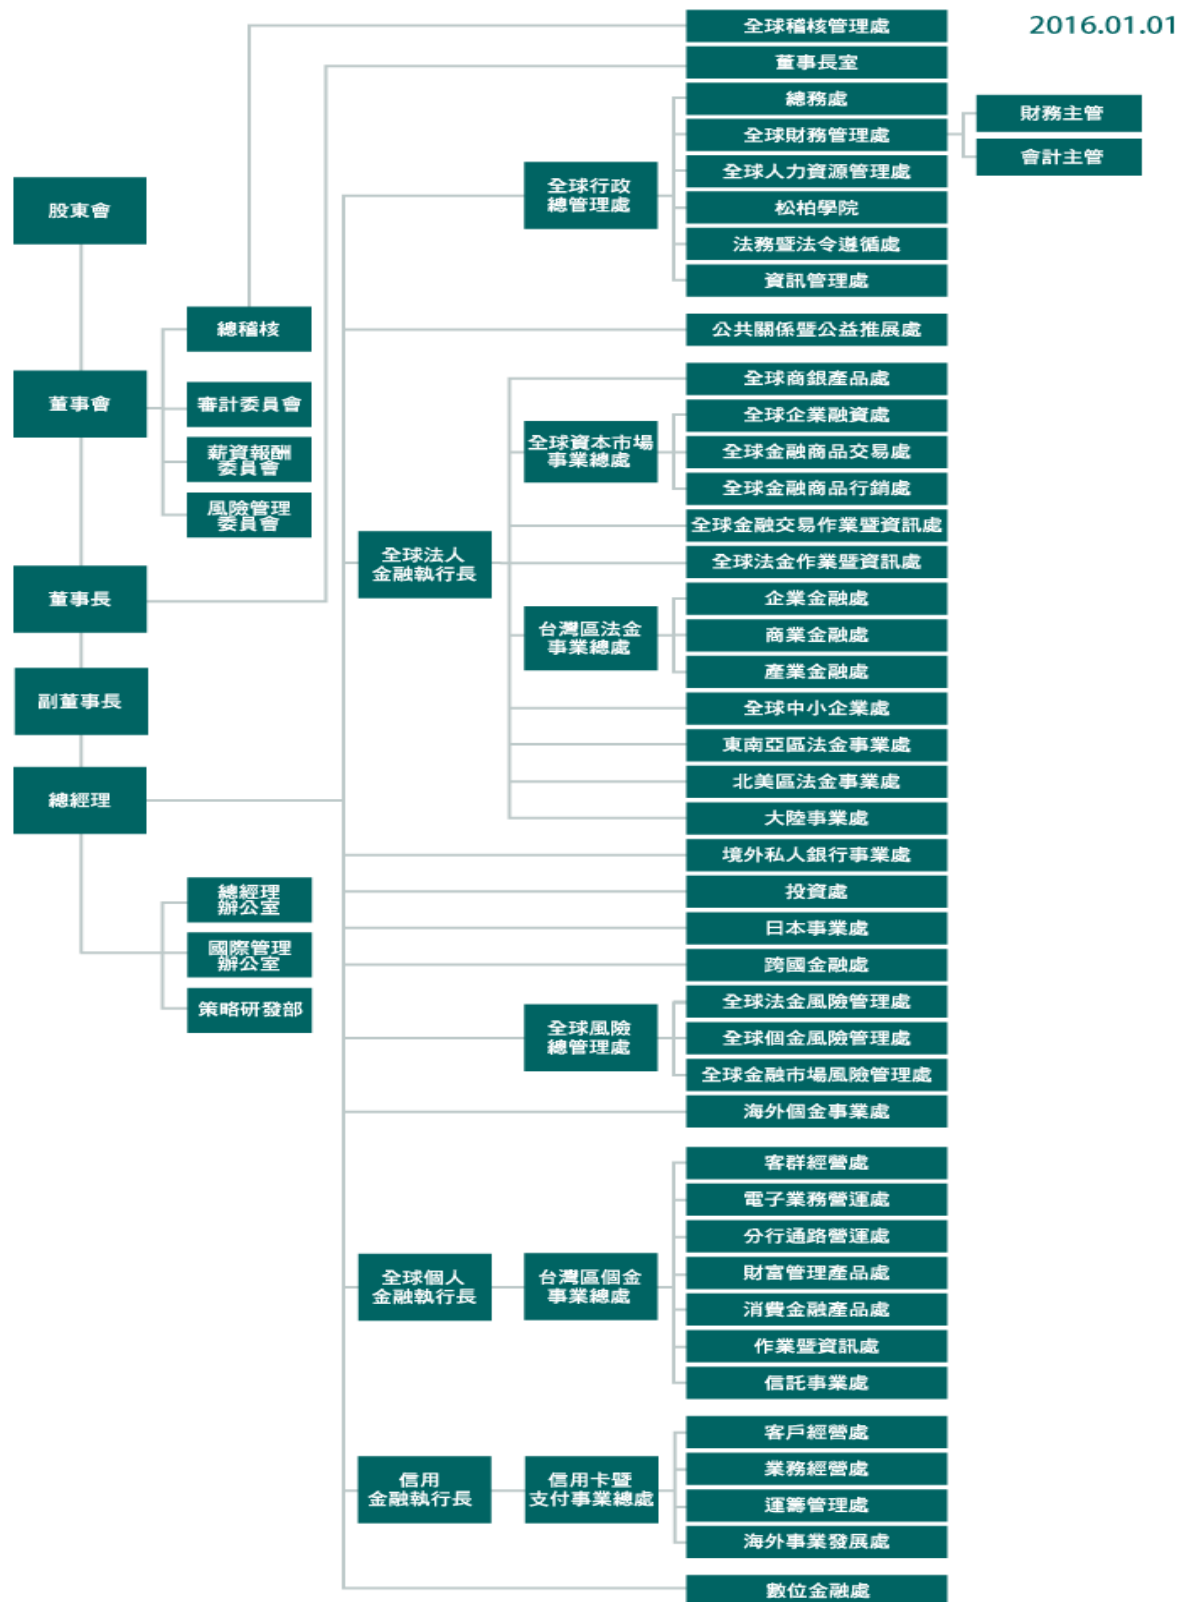 2016.01.01
股東會
董事會
董事長
副董事長
總經理
總稽核
審計委員會
薪資報酬
委員會
風險管理
委員會
總經理
辦公室
國際管理
辦公室
策略研發部
全球稽核管理處
董事長室
全球行政
總管理處
總務處
全球財務管理處
財務主管
會計主管
全球人力資源管理處
松柏學院
法務暨法令遵循處
資訊管理處
公共關係暨公益推展處
全球法人
金融執行長
全球商銀產品處
全球資本市場
事業總處
全球企業融資處
全球金融商品交易處
全球金融商品行銷處
全球金融交易作業暨資訊處
全球法金作業暨資訊處
台灣區法金
事業總處
企業金融處
商業金融處
產業金融處
全球中小企業處
東南亞區法金事業處
北美區法金事業處
大陸事業處
境外私人銀行事業處
投資處
日本事業處
跨國金融處
全球風險
總管理處
全球法金風險管理處
全球個金風險管理處
全球金融市場風險管理處
海外個金事業處
全球個人
金融執行長
台灣區個金
事業總處
客群經營處
電子業務營運處
分行通路營運處
財富管理產品處
消費金融產品處
作業暨資訊處
信託事業處
信用
金融執行長
信用卡暨
支付事業總處
客戶經營處
業務經營處
運籌管理處
海外事業發展處
數位金融處